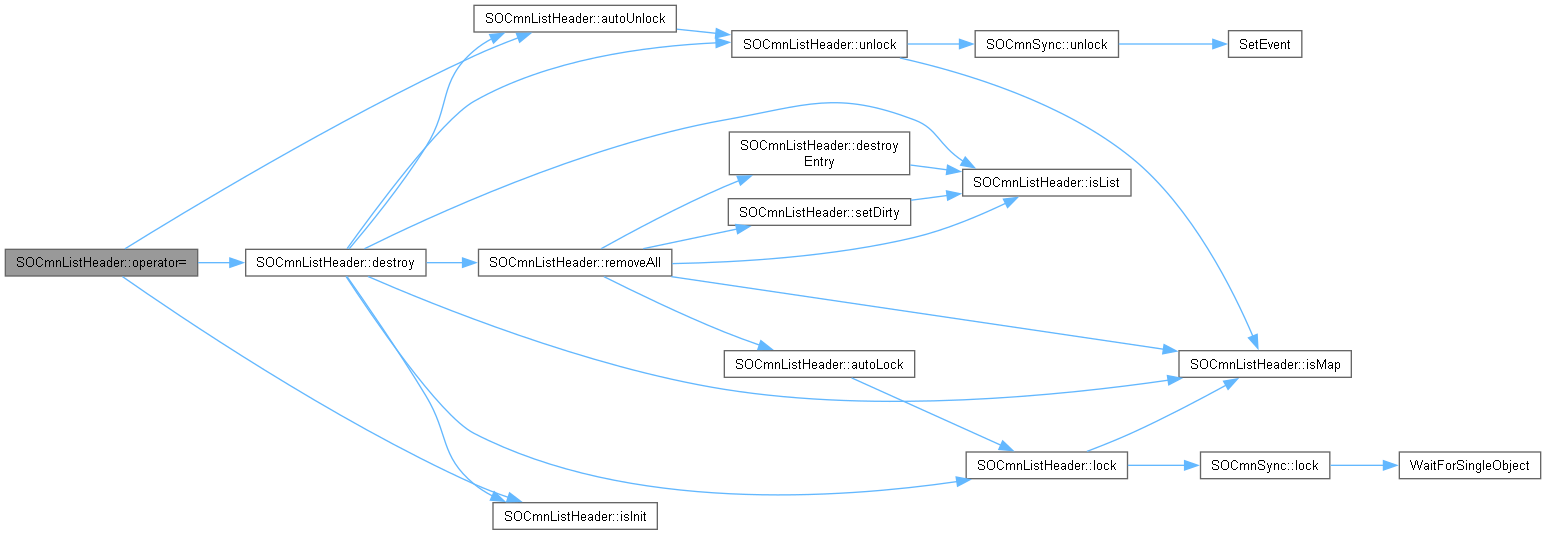 SOCmnListHeader::autoUnlock
SOCmnListHeader::unlock
SOCmnSync::unlock
SetEvent
SOCmnListHeader::destroy
Entry
SOCmnListHeader::isList
SOCmnListHeader::setDirty
SOCmnListHeader::operator=
SOCmnListHeader::destroy
SOCmnListHeader::removeAll
SOCmnListHeader::autoLock
SOCmnListHeader::isMap
SOCmnListHeader::lock
SOCmnSync::lock
WaitForSingleObject
SOCmnListHeader::isInit